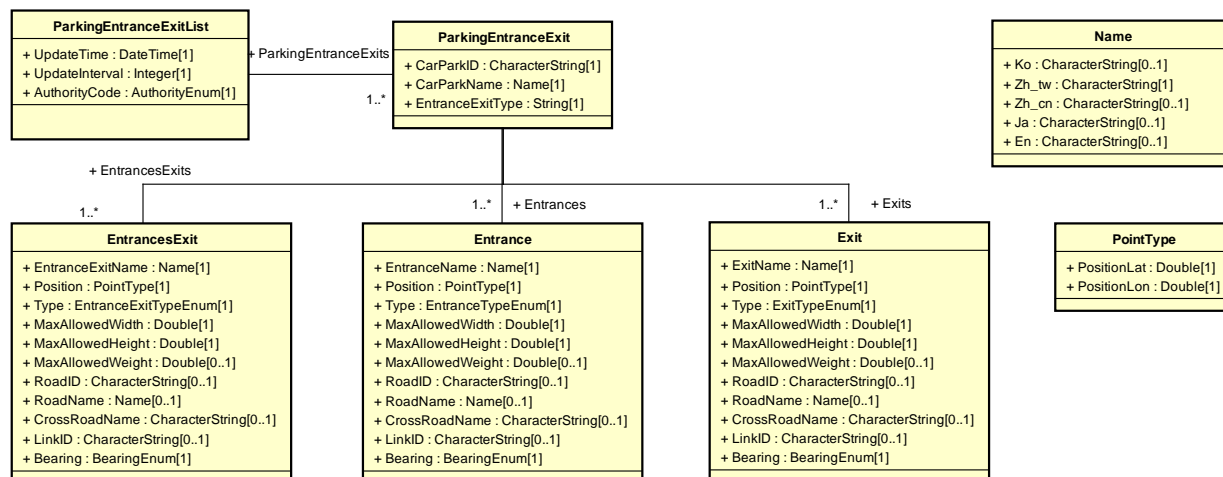 ParkingEntranceExitList
+ UpdateTime : DateTime[1]
+ UpdateInterval : Integer[1]
+ AuthorityCode : AuthorityEnum[1]
+ ParkingEntranceExits
1..*
ParkingEntranceExit
+ CarParkID : CharacterString[1]
+ CarParkName : Name[1]
+ EntranceExitType : String[1]
Name
+ Ko : CharacterString[0..1]
+ Zh_tw : CharacterString[1]
+ Zh_cn : CharacterString[0..1]
+ Ja : CharacterString[0..1]
+ En : CharacterString[0..1]
+ EntrancesExits
1..*
1..*
+ Entrances
1..*
+ Exits
EntrancesExit
+ EntranceExitName : Name[1]
+ Position : PointType[1]
+ Type : EntranceExitTypeEnum[1]
+ MaxAllowedWidth : Double[1]
+ MaxAllowedHeight : Double[1]
+ MaxAllowedWeight : Double[0..1]
+ RoadID : CharacterString[0..1]
+ RoadName : Name[0..1]
+ CrossRoadName : CharacterString[0..1]
+ LinkID : CharacterString[0..1]
+ Bearing : BearingEnum[1]
Entrance
+ EntranceName : Name[1]
+ Position : PointType[1]
+ Type : EntranceTypeEnum[1]
+ MaxAllowedWidth : Double[1]
+ MaxAllowedHeight : Double[1]
+ MaxAllowedWeight : Double[0..1]
+ RoadID : CharacterString[0..1]
+ RoadName : Name[0..1]
+ CrossRoadName : CharacterString[0..1]
+ LinkID : CharacterString[0..1]
+ Bearing : BearingEnum[1]
Exit
+ ExitName : Name[1]
+ Position : PointType[1]
+ Type : ExitTypeEnum[1]
+ MaxAllowedWidth : Double[1]
+ MaxAllowedHeight : Double[1]
+ MaxAllowedWeight : Double[0..1]
+ RoadID : CharacterString[0..1]
+ RoadName : Name[0..1]
+ CrossRoadName : CharacterString[0..1]
+ LinkID : CharacterString[0..1]
+ Bearing : BearingEnum[1]
PointType
+ PositionLat : Double[1]
+ PositionLon : Double[1]